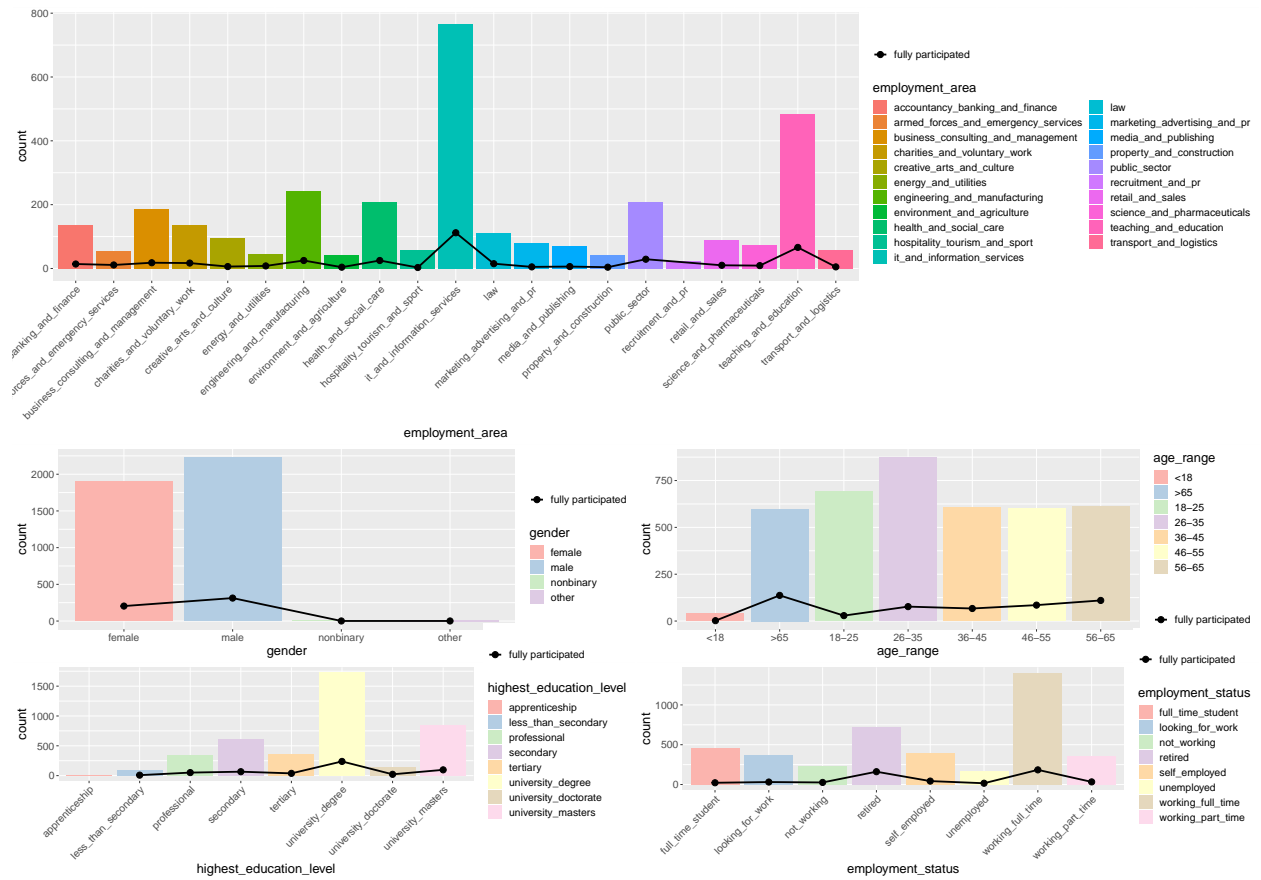 800
600
400
200
0
count
banking_and_finance
forces_and_emergency_services
business_consulting_and_management
charities_and_voluntary_work
creative_arts_and_culture
energy_and_utilities
engineering_and_manufacturing
environment_and_agriculture
health_and_social_care
hospitality_tourism_and_sport
it_and_information_services
law
marketing_advertising_and_pr
media_and_publishing
property_and_construction
public_sector
recruitment_and_pr
retail_and_sales
science_and_pharmaceuticals
teaching_and_education
transport_and_logistics
employment_area
fully participated
employment_area
accountancy_banking_and_finance
armed_forces_and_emergency_services
business_consulting_and_management
charities_and_voluntary_work
creative_arts_and_culture
energy_and_utilities
engineering_and_manufacturing
environment_and_agriculture
health_and_social_care
hospitality_tourism_and_sport
it_and_information_services
law
marketing_advertising_and_pr
media_and_publishing
property_and_construction
public_sector
recruitment_and_pr
retail_and_sales
science_and_pharmaceuticals
teaching_and_education
transport_and_logistics
2000
1500
1000
500
0
count
female
male
nonbinary
other
gender
fully participated
gender
female
male
nonbinary
other
750
500
250
0
count
<18
>65
18–25
26–35
36–45
46–55
56–65
age_range
age_range
<18
>65
18–25
26–35
36–45
46–55
56–65
fully participated
1500
1000
500
0
count
apprenticeship
less_than_secondary
professional
secondary
tertiary
university_degree
university_doctorate
university_masters
highest_education_level
fully participated
highest_education_level
apprenticeship
less_than_secondary
professional
secondary
tertiary
university_degree
university_doctorate
university_masters
1000
500
0
count
full_time_student
looking_for_work
not_working
retired
self_employed
unemployed
working_full_time
working_part_time
employment_status
fully participated
employment_status
full_time_student
looking_for_work
not_working
retired
self_employed
unemployed
working_full_time
working_part_time